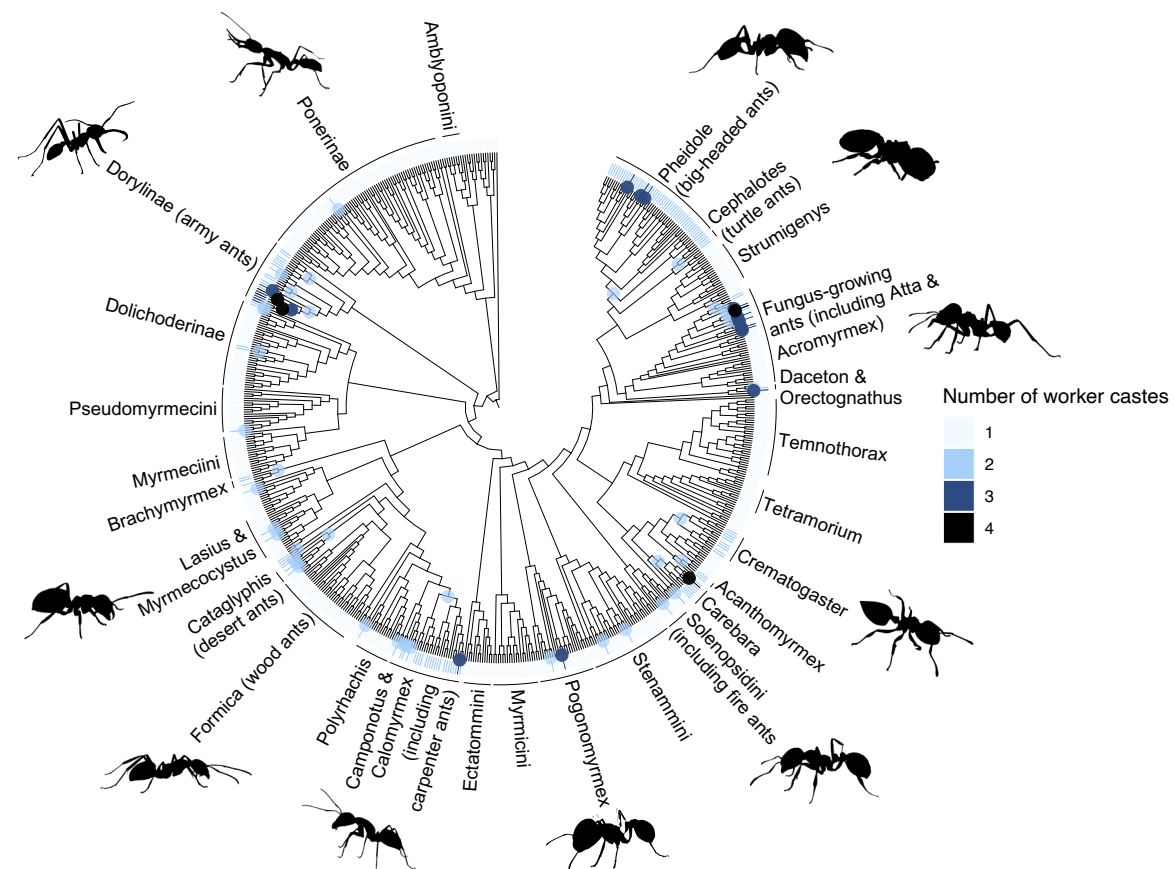 Amblyoponini
Ponerinae
Dorylinae (army ants)
Dolichoderinae
Pseudomyrmecini
Myrmeciini
Brachymyrmex
Lasius &
Myrmecocystus
Cataglyphis
(desert ants)
Formica (wood ants)
Polyrhachis
Camponotus &
Calomyrmex
(including
carpenter ants)
Ectatommini
Myrmicini
Pogonomyrmex
Stenammini
Solenopsidini
(including fire ants
Carebara
Acanthomyrmex
Crematogaster
Tetramorium
Temnothorax
Daceton &
Orectognathus
Fungus-growing
ants (including Atta &
Acromyrmex)
Strumigenys
Cephalotes
(turtle ants)
Pheidole
(big-headed ants)
Number of worker castes
1
2
3
4